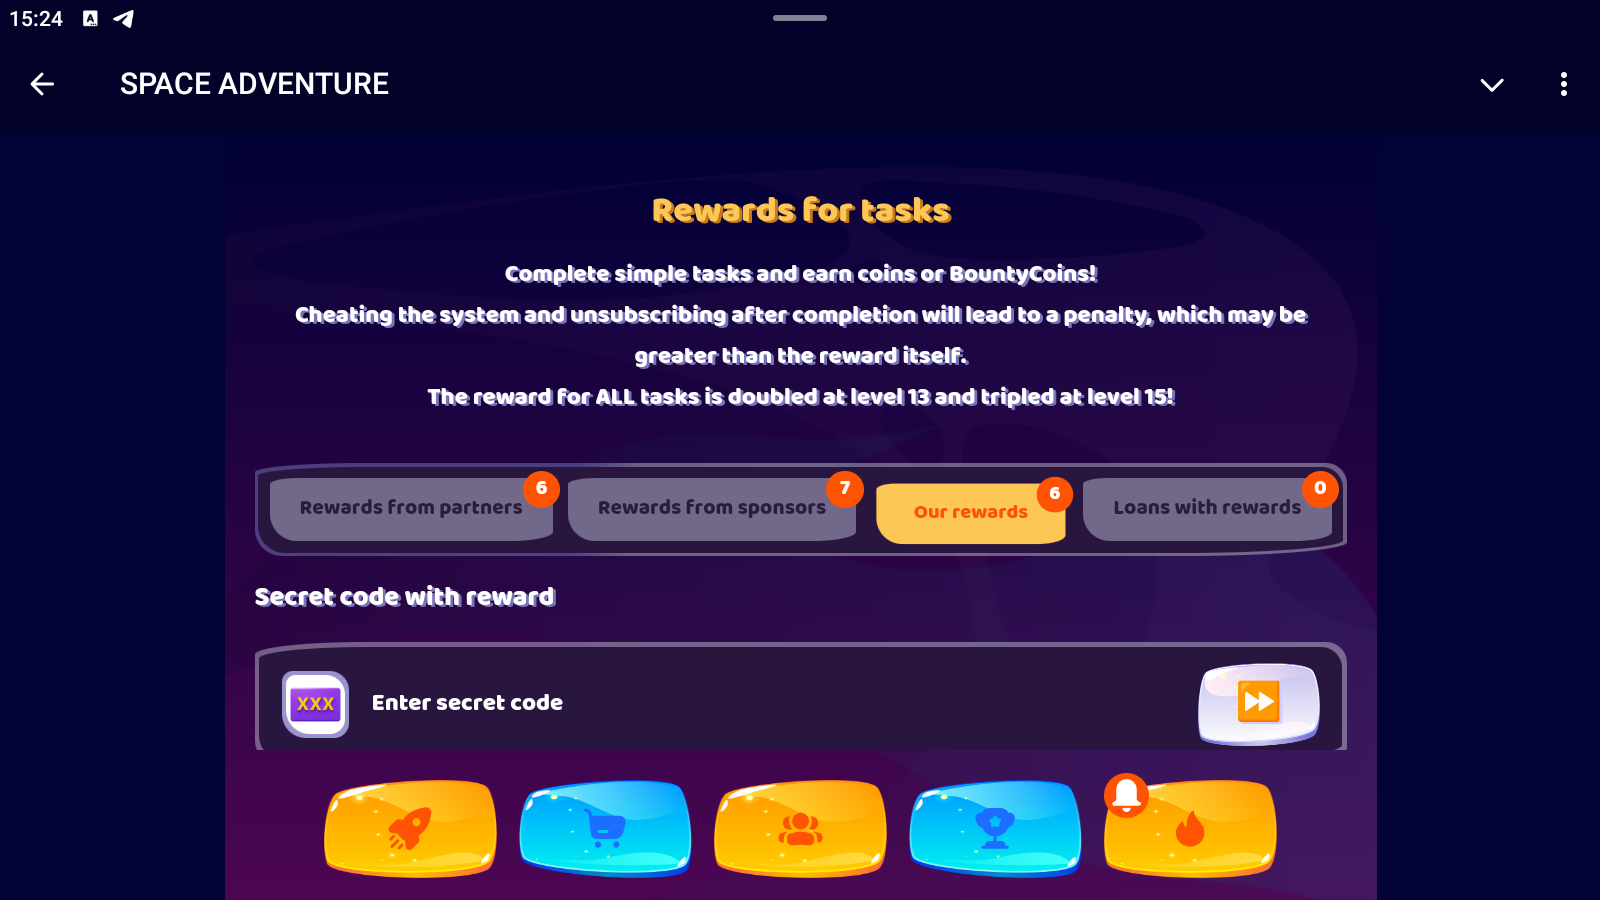 15:24
SPACE ADVENTURE
Rewards for tasks
Complete simple tasks and earn coins or BountyCoins!
Cheating the system and unsubscribing after completion will lead to a penalty, which may be
greater than the reward itself.
The reward for ALL tasks is doubled at level 13 and tripled at level 15!
Rewards from partners 6
Rewards from sponsors 7
Our rewards 6
Loans with rewards 0
Secret code with reward
XXX
Enter secret code